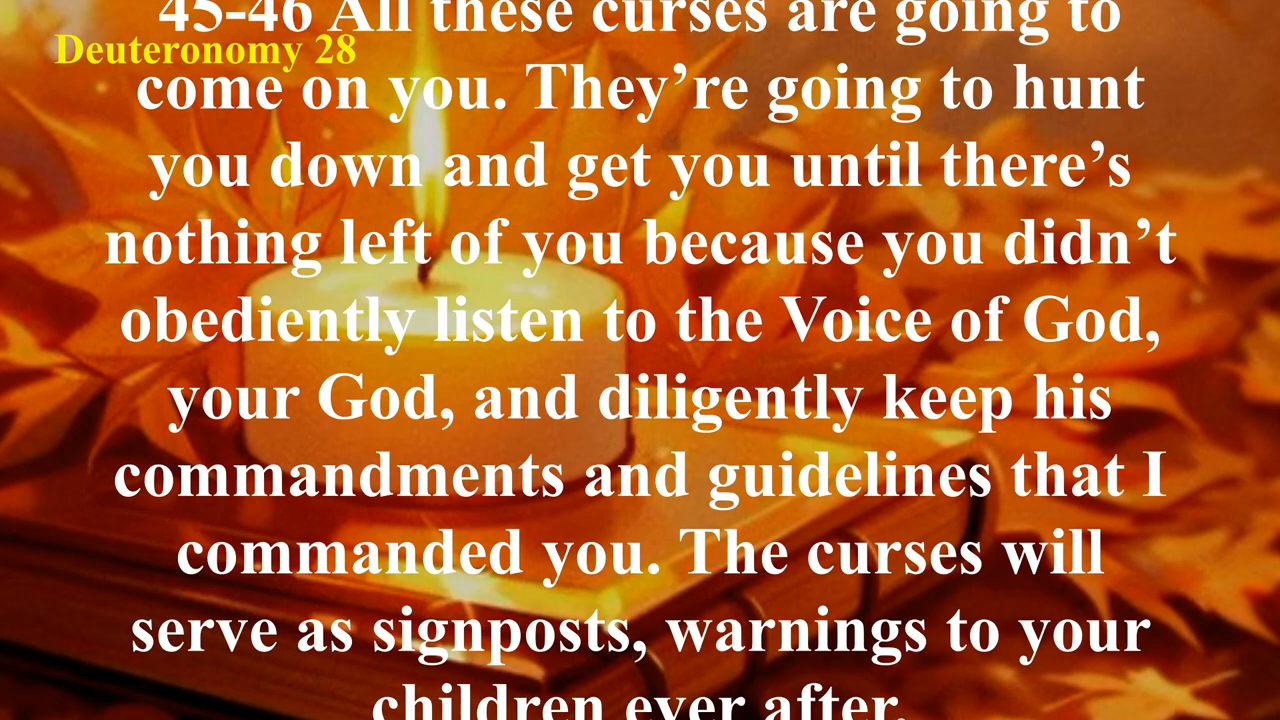 45-46 All these curses are going to
Deuteronomy 28
come on you. They’re going to hunt
you down and get you until there’s
nothing left of you because you didn’t
obediently listen to the Voice of God,
your God, and diligently keep his
commandments and guidelines that I
commanded you. The curses will
serve as signposts, warnings to your
children ever after.